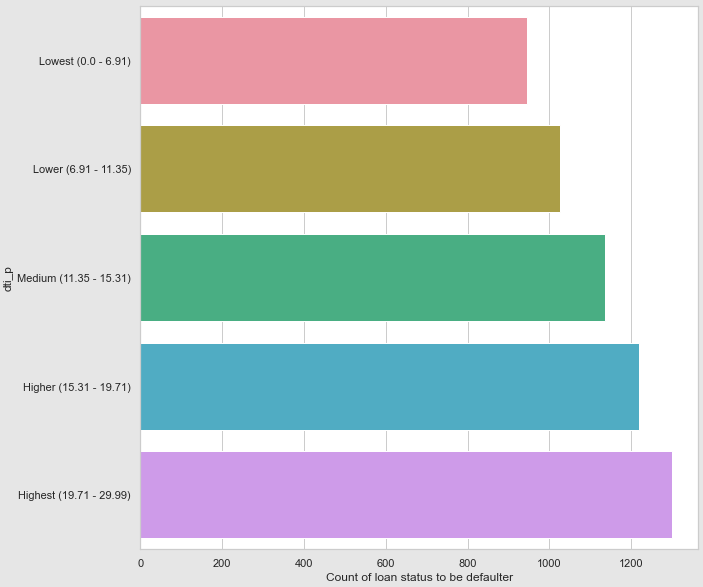 Lowest (0.0 - 6.91)
Lower (6.91 - 11.35)
dti_p
Medium (11.35 - 15.31)
Higher (15.31 - 19.71)
Highest (19.71 - 29.99)
0 200 400 600 800 1000 1200
Count of loan status to be defaulter